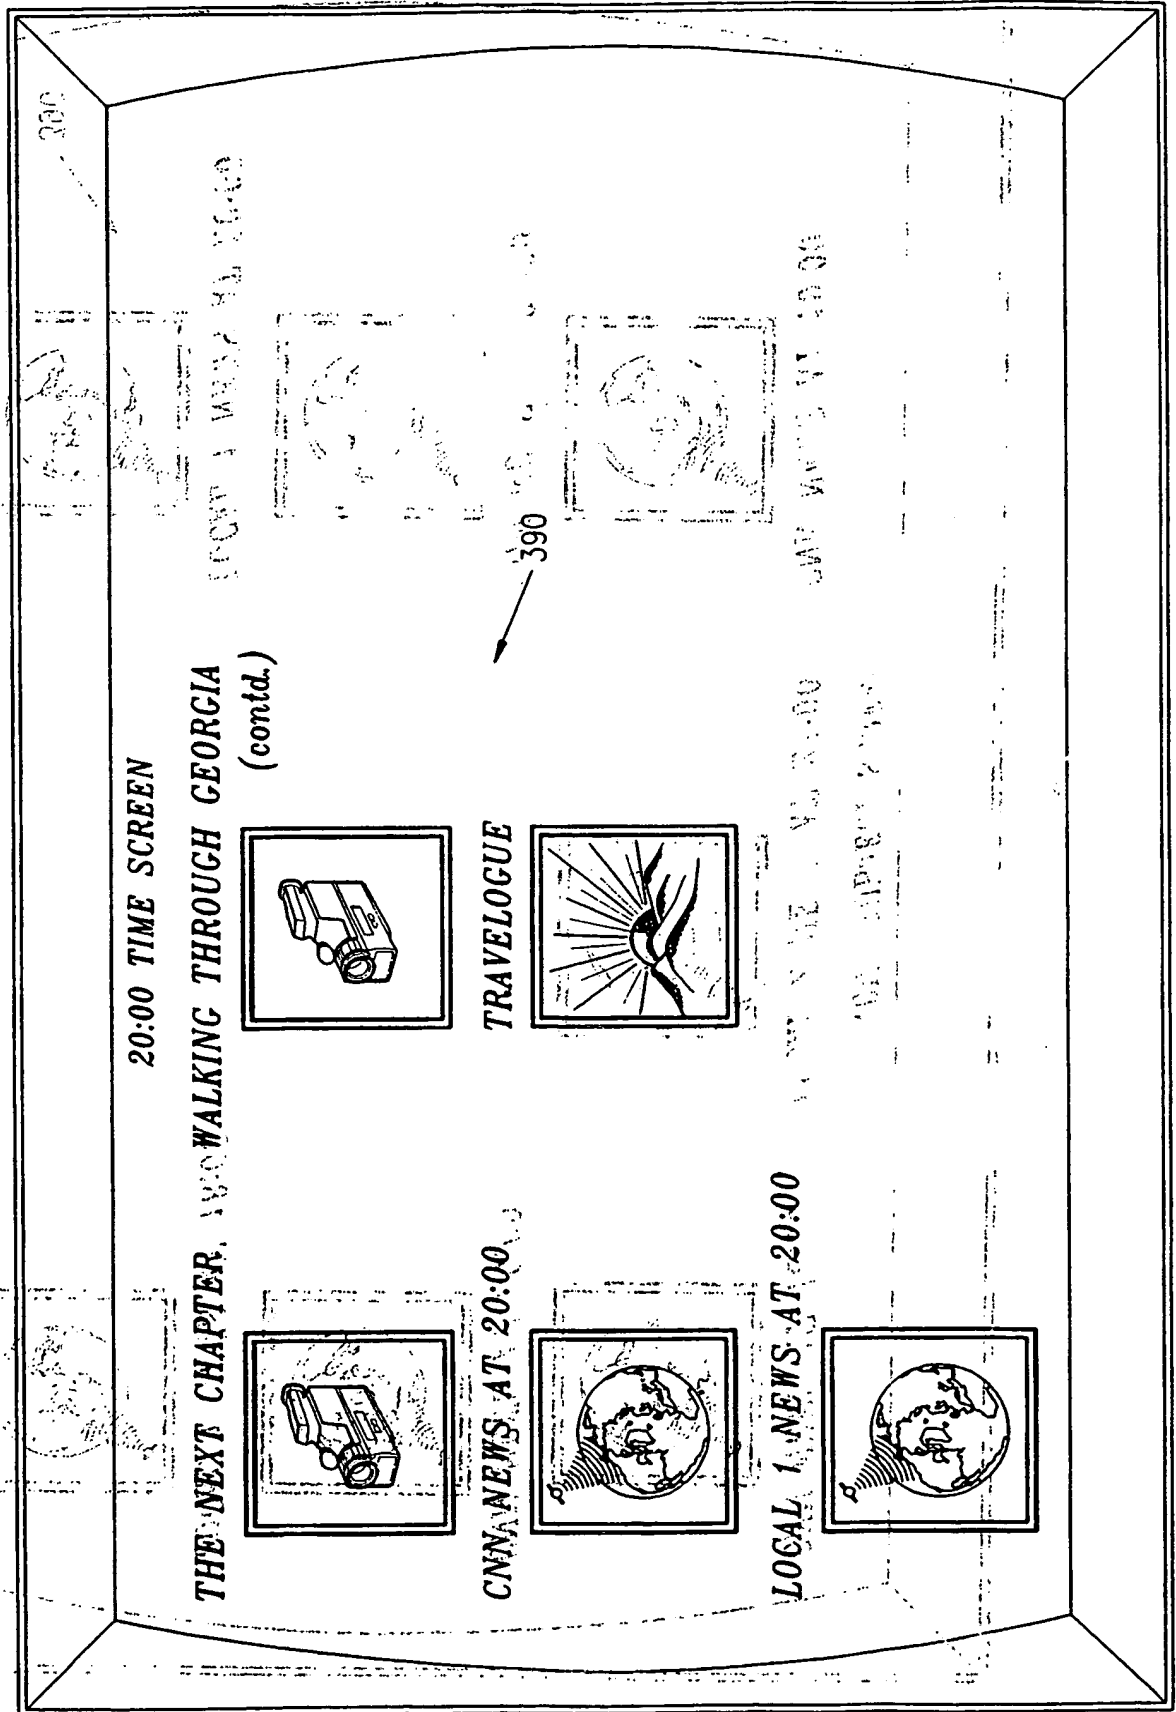 20:00 TIME SCREEN
THE NEXT CHAPTER
WALKING THROUGH GEORGIA
(contd.)
CNN NEWS AT 20:00
TRAVELOGUE
390
LOCAL 1 NEWS AT 20:00